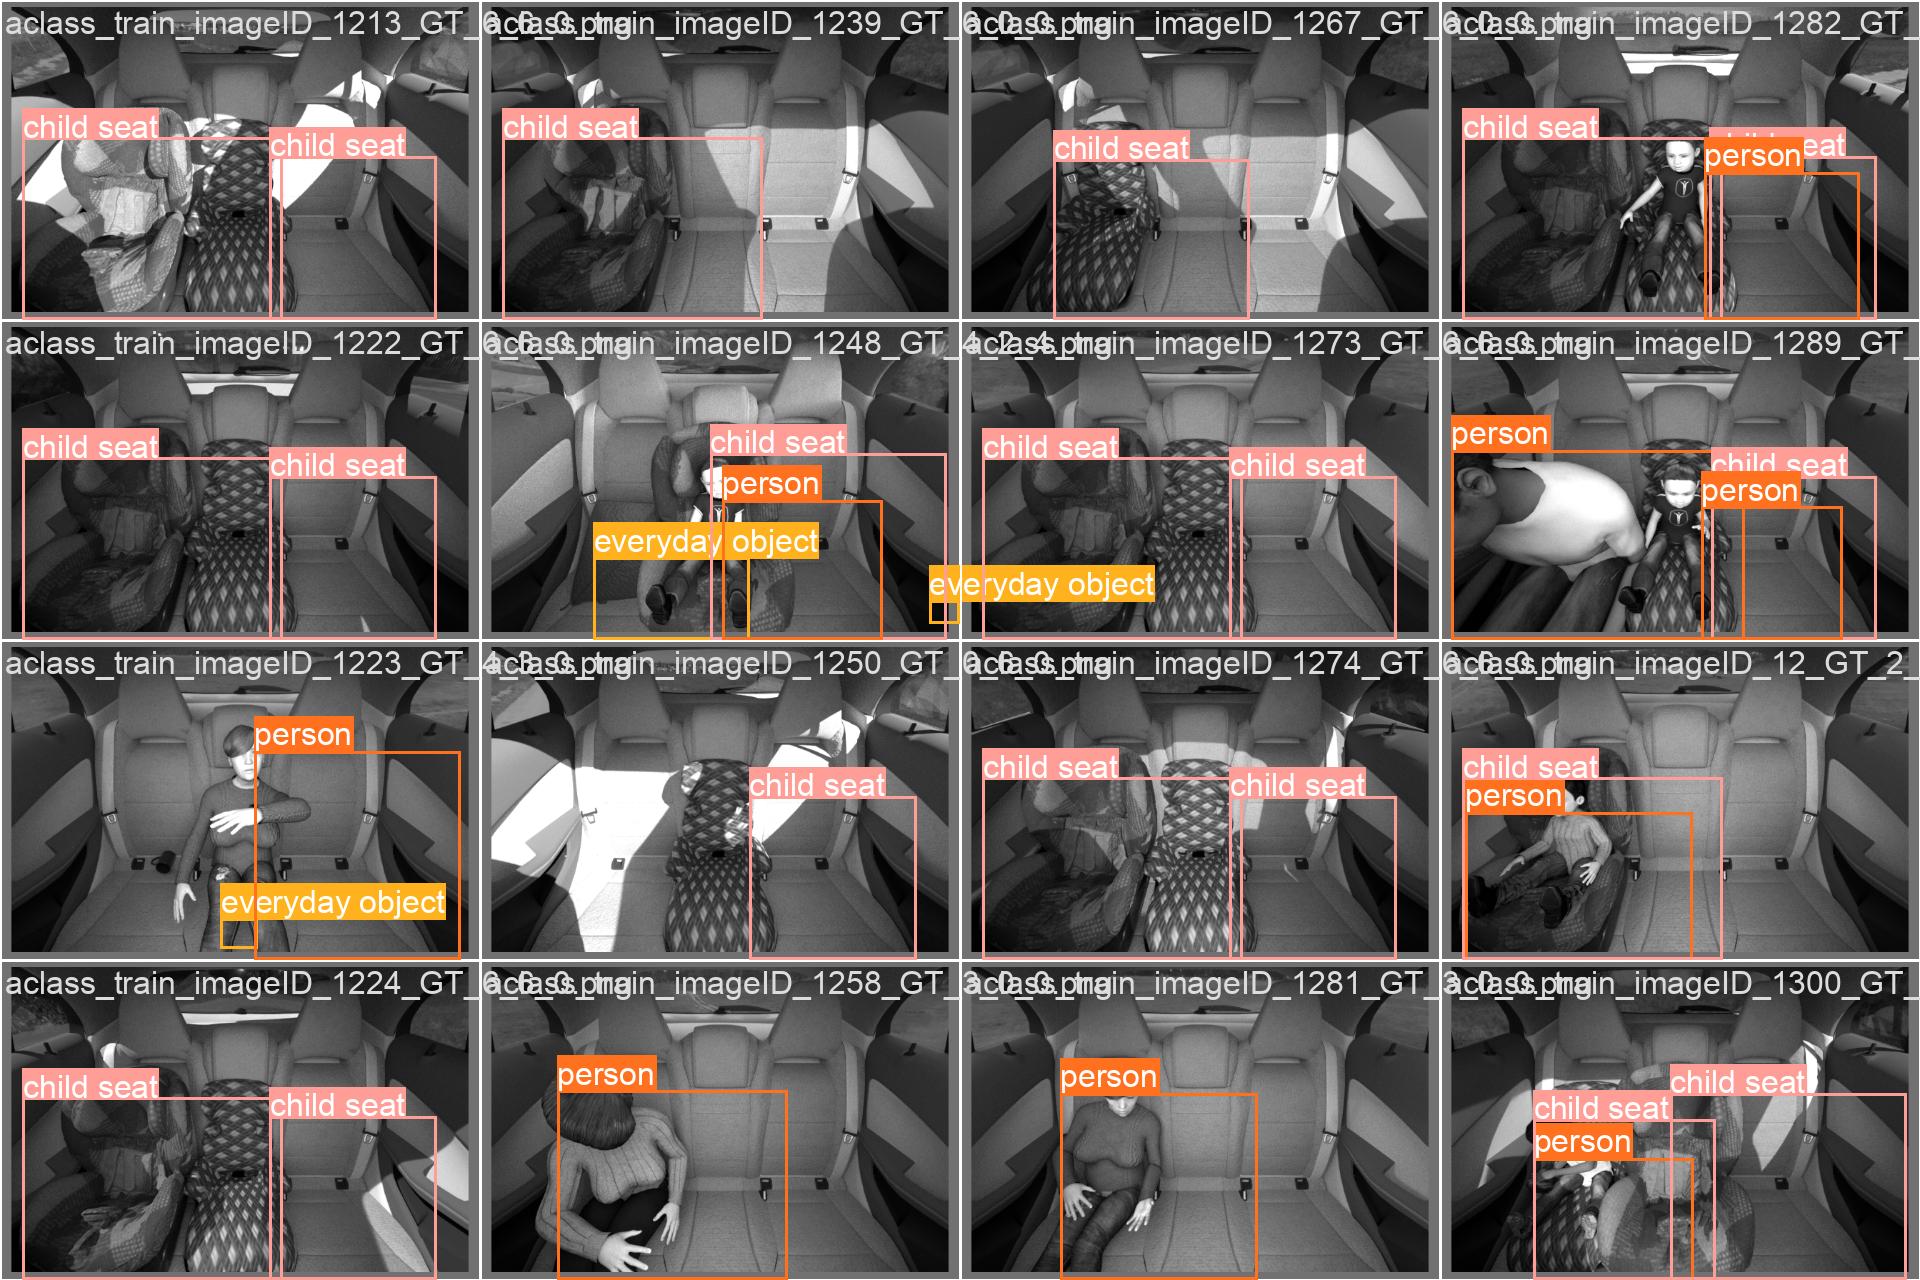 aclass_train_imageID_1213_GT_
aclass_train_imageID_1239_GT_
aclass_train_imageID_1267_GT_
aclass_train_imageID_1282_GT_
child seat
child seat
child seat
child seat
child seat
child seat
person
aclass_train_imageID_1222_GT_
aclass_train_imageID_1248_GT_
aclass_train_imageID_1273_GT_
aclass_train_imageID_1289_GT_
child seat
child seat
child seat
person
everyday object
everyday object
child seat
child seat
person
child seat
person
aclass_train_imageID_1223_GT_
aclass_train_imageID_1250_GT_
aclass_train_imageID_1274_GT_
aclass_train_imageID_12_GT_2_
person
everyday object
child seat
child seat
child seat
child seat
person
aclass_train_imageID_1224_GT_
aclass_train_imageID_1258_GT_
aclass_train_imageID_1281_GT_
aclass_train_imageID_1300_GT_
child seat
child seat
person
person
child seat
child seat
person